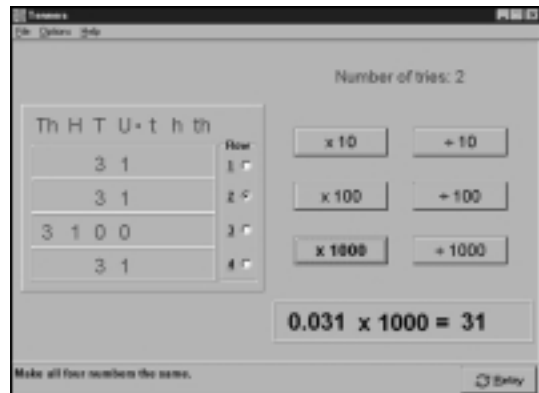 File Options Help
Number of tries: 2
Th H T U · t h th
Row
3 1 1
3 1 2
3 1 0 0 3
3 1 4
x 10 ÷ 10
x 100 ÷ 100
x 1000 ÷ 1000
0.031 x 1000 = 31
Make all four numbers the same.